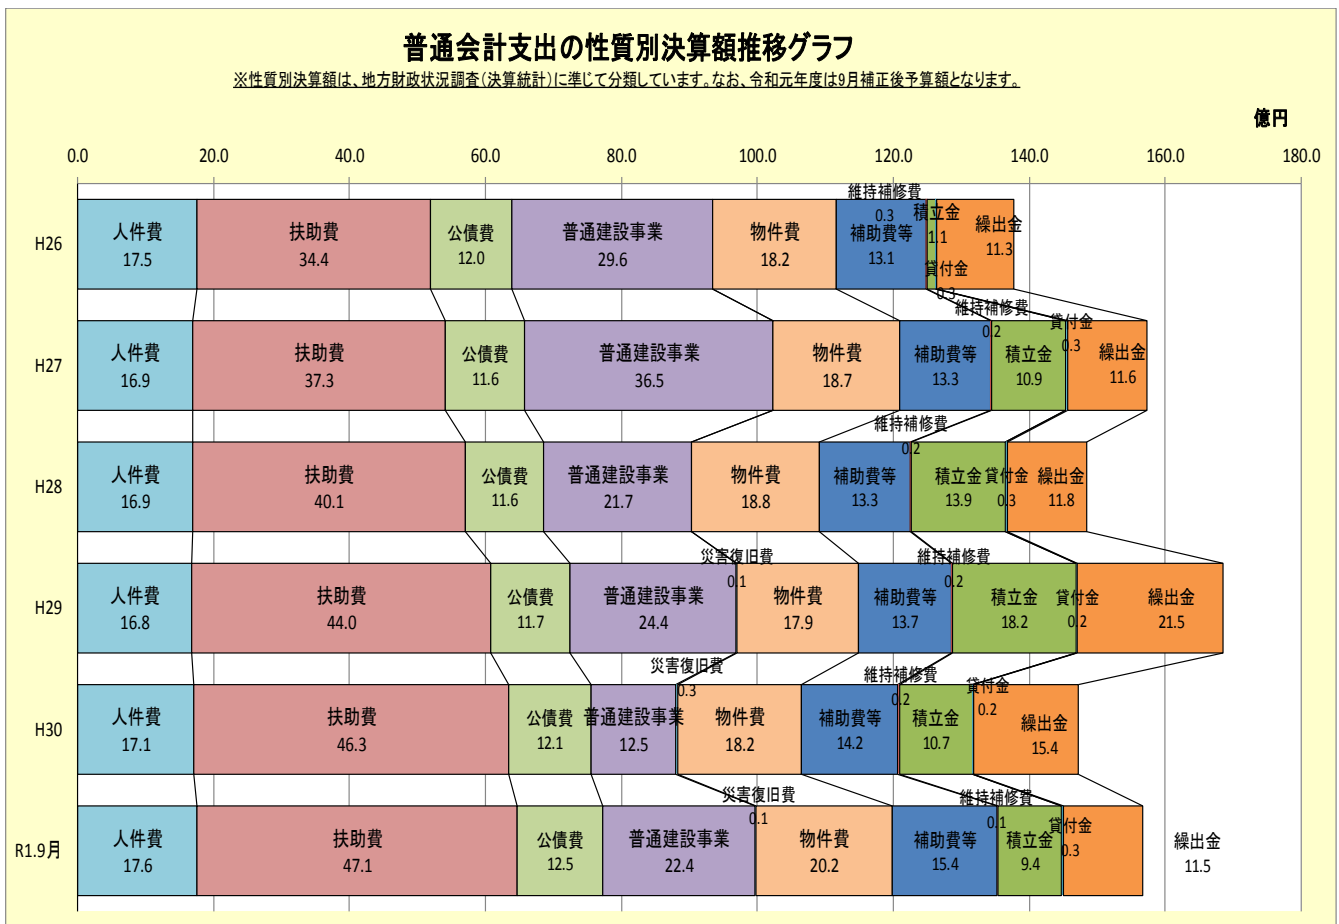 普通会計支出の性質別決算額推移グラフ
※性質別決算額は、地方財政状況調査(決算統計)に準じて分類しています。なお、令和元年度は9月補正後予算額となります。
億円
0.0 20.0 40.0 60.0 80.0 100.0 120.0 140.0 160.0 180.0
H26
人件費
17.5
扶助費
34.4
公債費
12.0
普通建設事業
29.6
物件費
18.2
補助費等
13.1
維持補修費
0.3
積立金
1.1
貸付金
0.3
繰出金
11.3
H27
人件費
16.9
扶助費
37.3
公債費
11.6
普通建設事業
36.5
物件費
18.7
補助費等
13.3
維持補修費
0.2
積立金
10.9
貸付金
0.3
繰出金
11.6
H28
人件費
16.9
扶助費
40.1
公債費
11.6
普通建設事業
21.7
物件費
18.8
補助費等
13.3
維持補修費
0.2
積立金
13.9
貸付金
0.3
繰出金
11.8
H29
人件費
16.8
扶助費
44.0
公債費
11.7
普通建設事業
24.4
災害復旧費
0.1
物件費
17.9
補助費等
13.7
維持補修費
0.2
積立金
18.2
貸付金
0.2
繰出金
21.5
H30
人件費
17.1
扶助費
46.3
公債費
12.1
普通建設事業
12.5
災害復旧費
0.3
物件費
18.2
補助費等
14.2
維持補修費
0.2
積立金
10.7
貸付金
0.2
繰出金
15.4
R1.9月
人件費
17.6
扶助費
47.1
公債費
12.5
普通建設事業
22.4
災害復旧費
0.1
物件費
20.2
補助費等
15.4
維持補修費
0.1
積立金
9.4
貸付金
0.3
繰出金
11.5